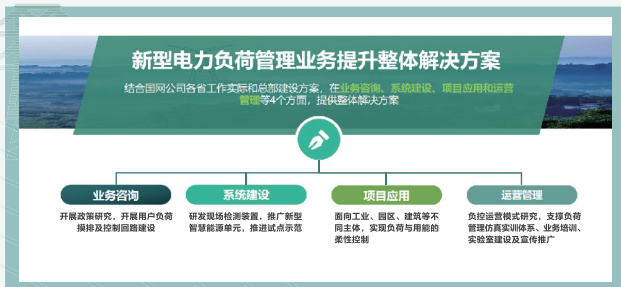 新型电力负荷管理业务提升整体解决方案
结合国网公司各省工作实际和总部建设方案，在业务咨询、系统建设、项目应用和运营
管理等4个方面，提供整体解决方案
业务咨询
开展政策研究，开展用户负荷
摸排及控制回路建设
系统建设
研发现场检测装置，推广新型
智慧能源单元，推进试点示范
项目应用
面向工业、园区、建筑等不
同主体，实现负荷与用能的
柔性控制
运营管理
负控运营模式研究，支撑负荷
管理仿真实训体系、业务培训、
实验室建设及宣传推广